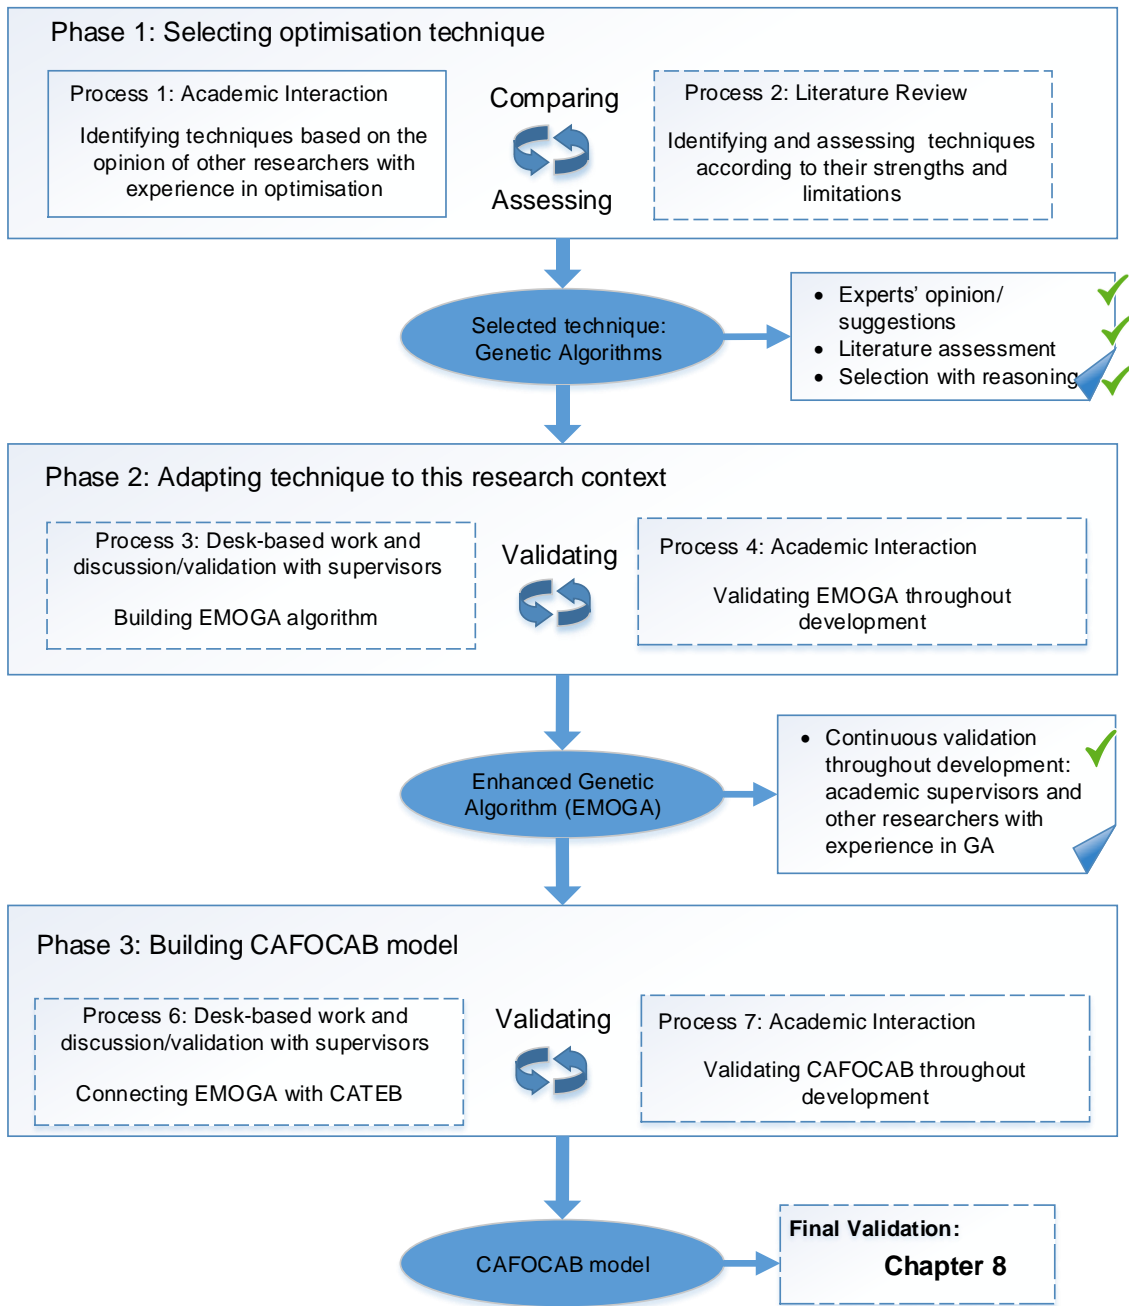 Phase 1: Selecting optimisation technique
Process 1: Academic Interaction
Identifying techniques based on the
opinion of other researchers with
experience in optimisation
Comparing
Assessing
Process 2: Literature Review
Identifying and assessing  techniques
according to their strengths and
limitations
Selected technique:
Genetic Algorithms
• Experts’ opinion/
suggestions
• Literature assessment
• Selection with reasoning
Phase 2: Adapting technique to this research context
Process 3: Desk-based work and
discussion/validation with supervisors
Building EMOGA algorithm
Validating
Process 4: Academic Interaction
Validating EMOGA throughout
development
Enhanced Genetic
Algorithm (EMOGA)
• Continuous validation
throughout development:
academic supervisors and
other researchers with
experience in GA
Phase 3: Building CAFOCAB model
Process 6: Desk-based work and
discussion/validation with supervisors
Connecting EMOGA with CATEB
Validating
Process 7: Academic Interaction
Validating CAFOCAB throughout
development
CAFOCAB model
Final Validation:
Chapter 8